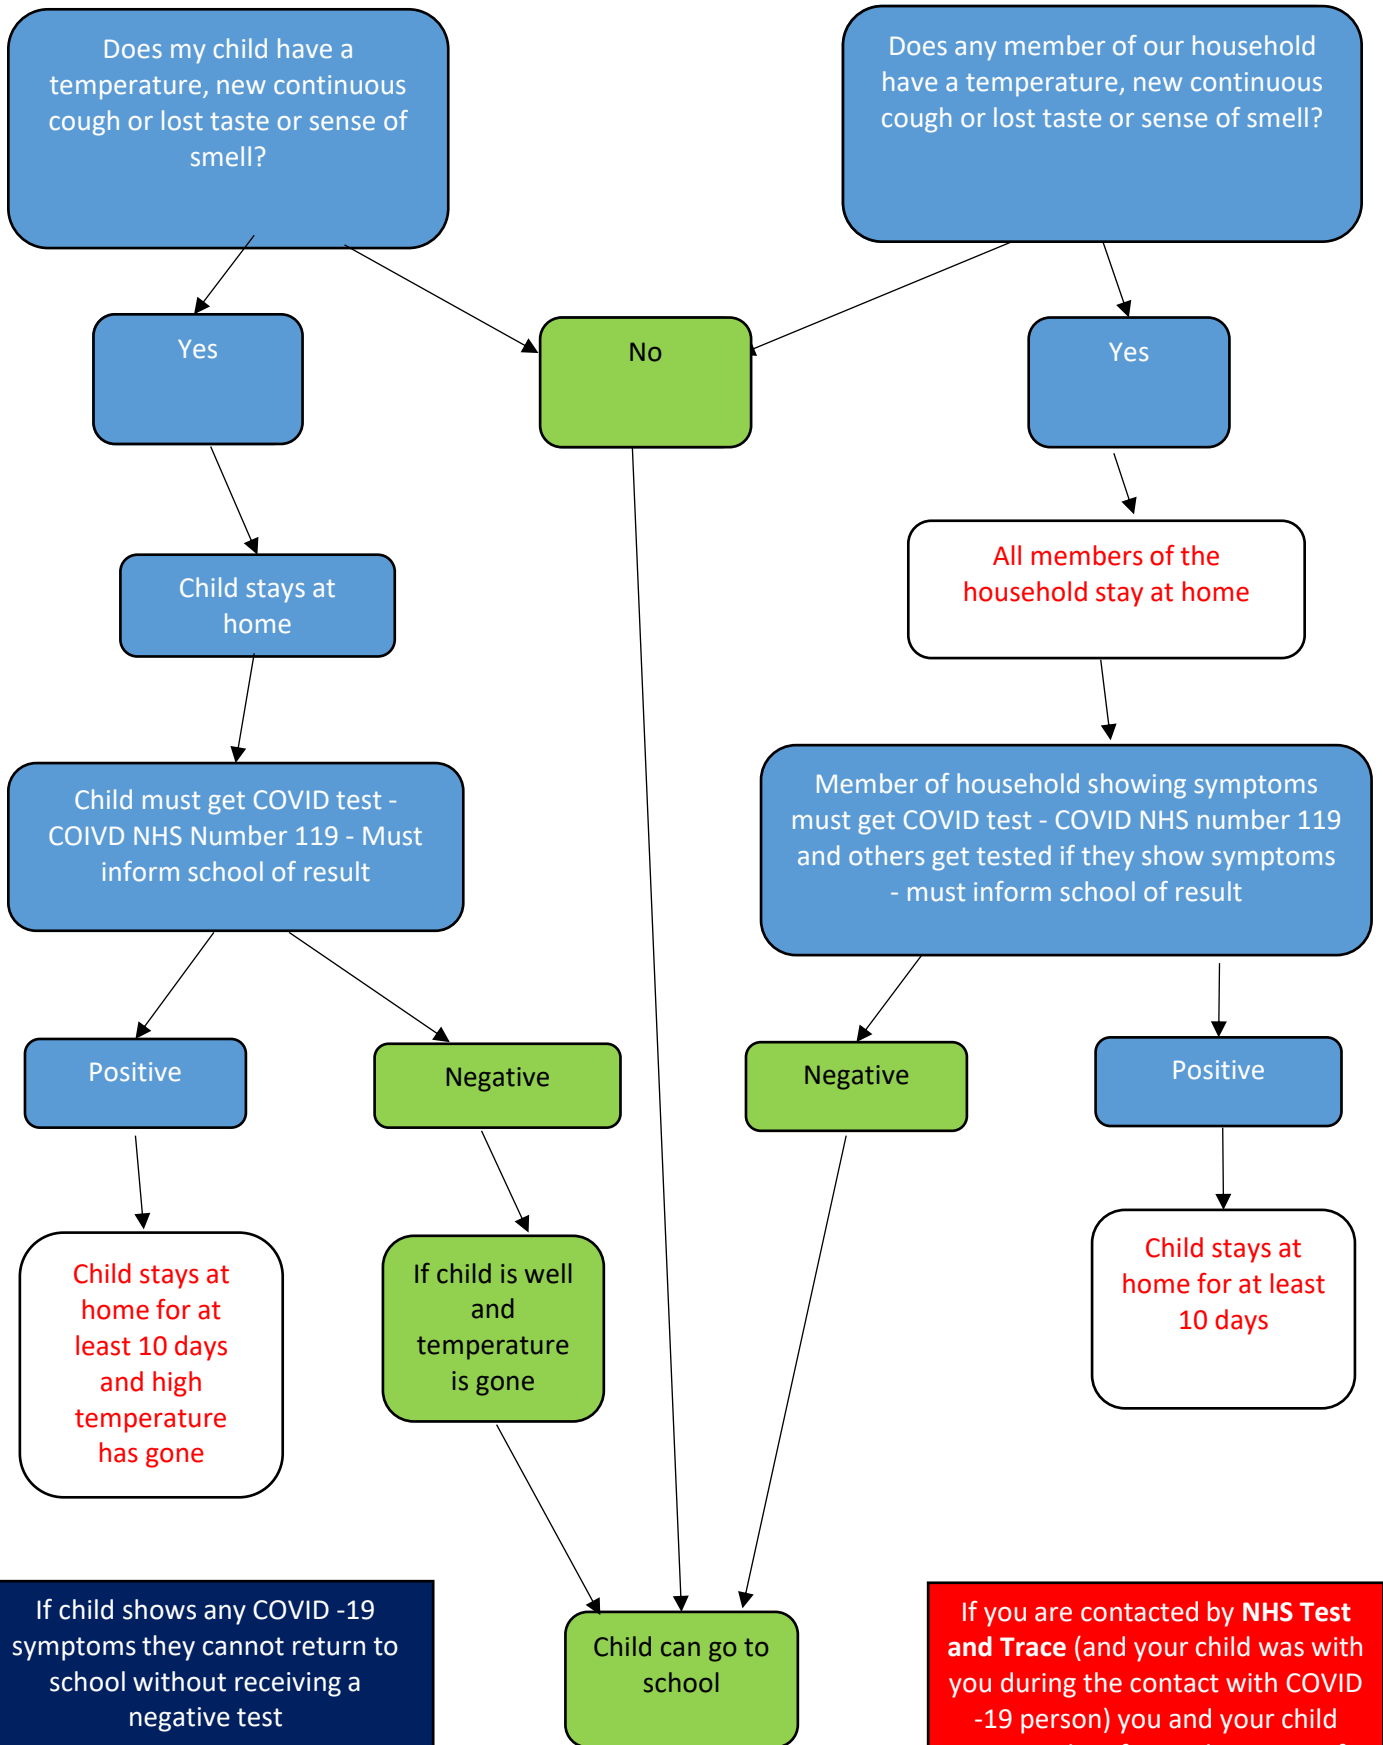 Does my child have a
temperature, new continuous
cough or lost taste or sense of
smell?
Does any member of our household
have a temperature, new continuous
cough or lost taste or sense of smell?
Yes
No
Yes
Child stays at
home
All members of the
household stay at home
Child must get COVID test -
COIVD NHS Number 119 - Must
inform school of result
Member of household showing symptoms
must get COVID test - COVID NHS number 119
and others get tested if they show symptoms
- must inform school of result
Positive
Negative
Negative
Positive
Child stays at
home for at
least 10 days
and high
temperature
has gone
If child is well
and
temperature
is gone
Child stays at
home for at least
10 days
If child shows any COVID -19
symptoms they cannot return to
school without receiving a
negative test
Child can go to
school
If you are contacted by NHS Test
and Trace (and your child was with
you during the contact with COVID
-19 person) you and your child